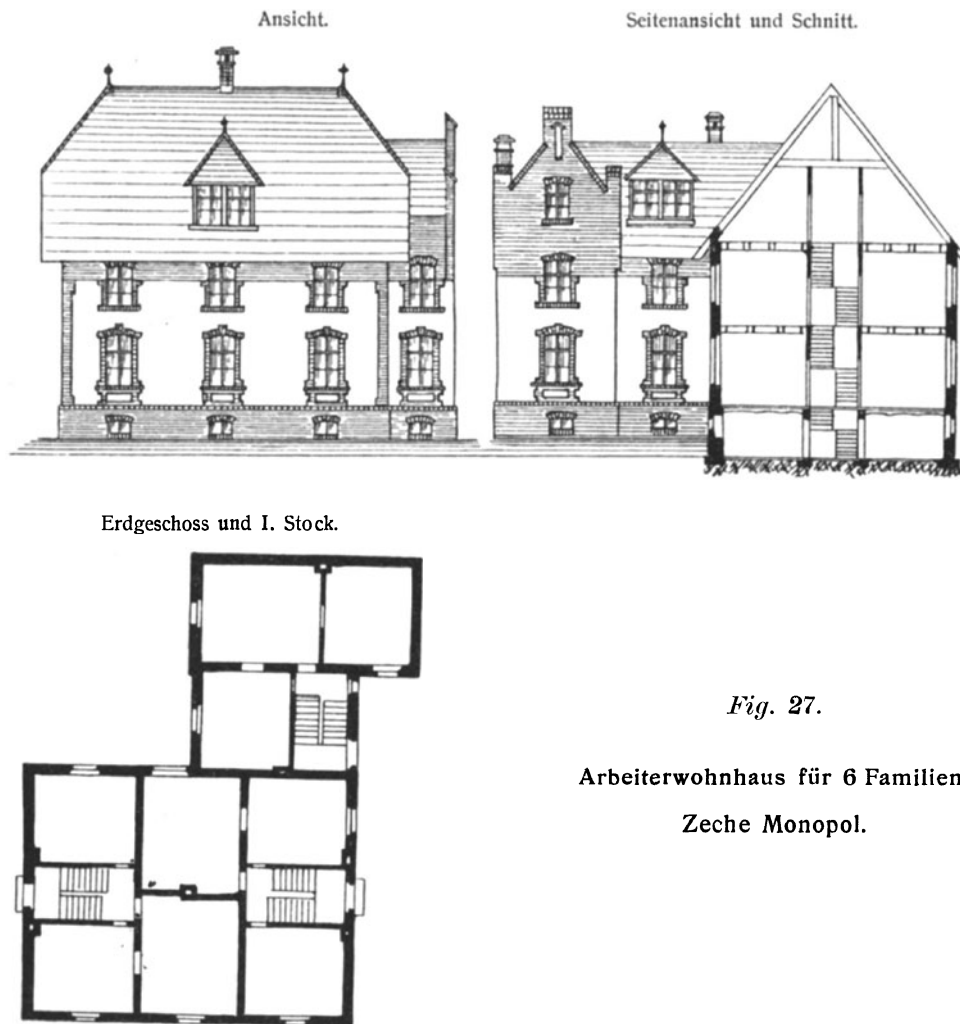 Ansicht.
Seitenansicht und Schnitt.
Erdgeschoss und I. Stock.
Fig. 27.
Arbeiterwohnhaus für 6 Familien
Zeche Monopol.